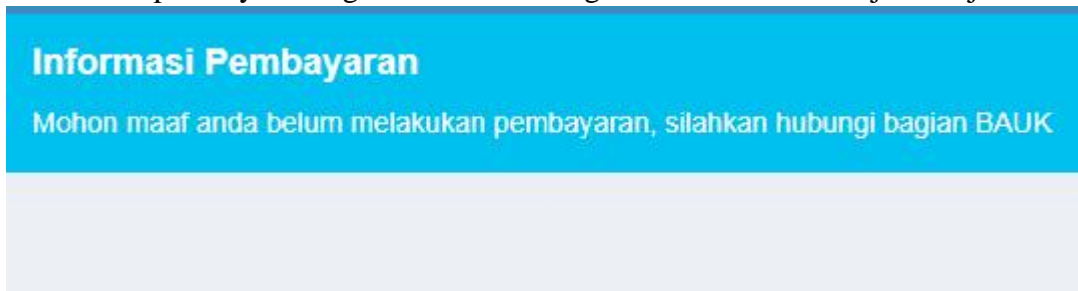 Informasi Pembayaran
Mohon maaf anda belum melakukan pembayaran, silahkan hubungi bagian BAUK